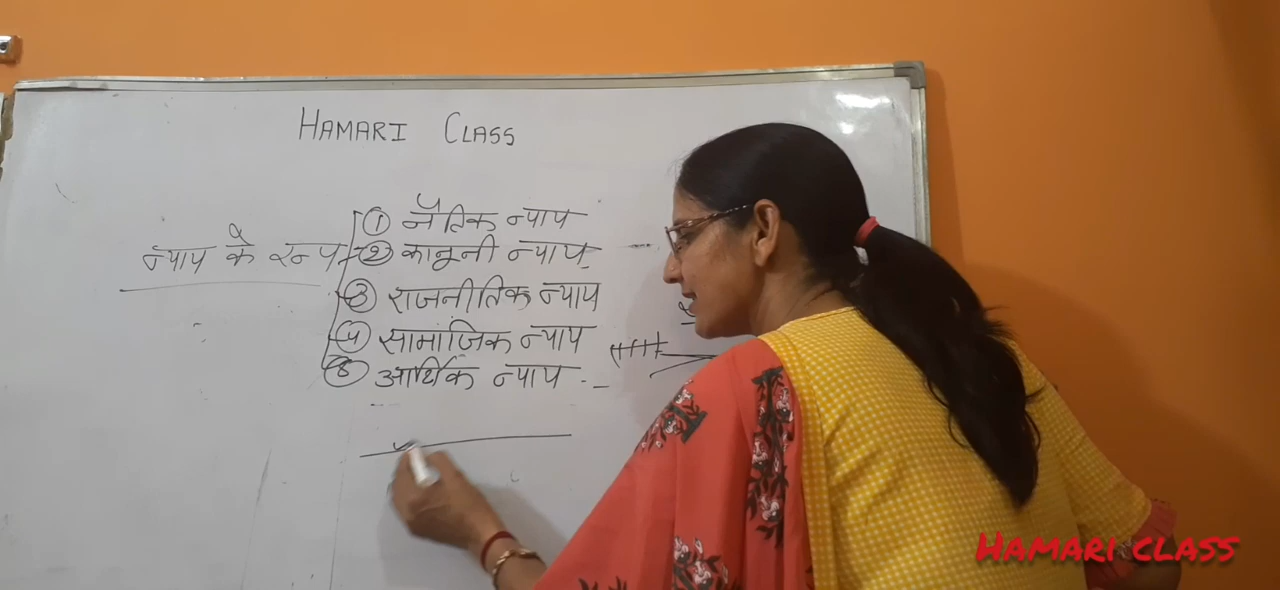 HAMARI CLASS
न्याय के रूप
① नैतिक न्याय
② कानूनी न्याय
③ राजनीतिक न्याय
④ सामाजिक न्याय
⑤ आर्थिक न्याय
HAMARI CLASS